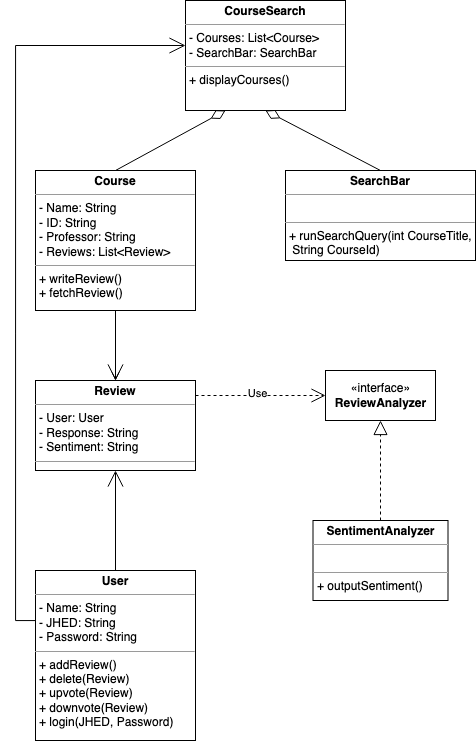 CourseSearch
- Courses: List<Course>
- SearchBar: SearchBar
+ displayCourses()
Course
- Name: String
- ID: String
- Professor: String
- Reviews: List<Review>
+ writeReview()
+ fetchReview()
SearchBar
+ runSearchQuery(int CourseTitle,
String CourseId)
Review
- User: User
- Response: String
- Sentiment: String
Use
«interface»
ReviewAnalyzer
SentimentAnalyzer
+ outputSentiment()
User
- Name: String
- JHED: String
- Password: String
+ addReview()
+ delete(Review)
+ upvote(Review)
+ downvote(Review)
+ login(JHED, Password)